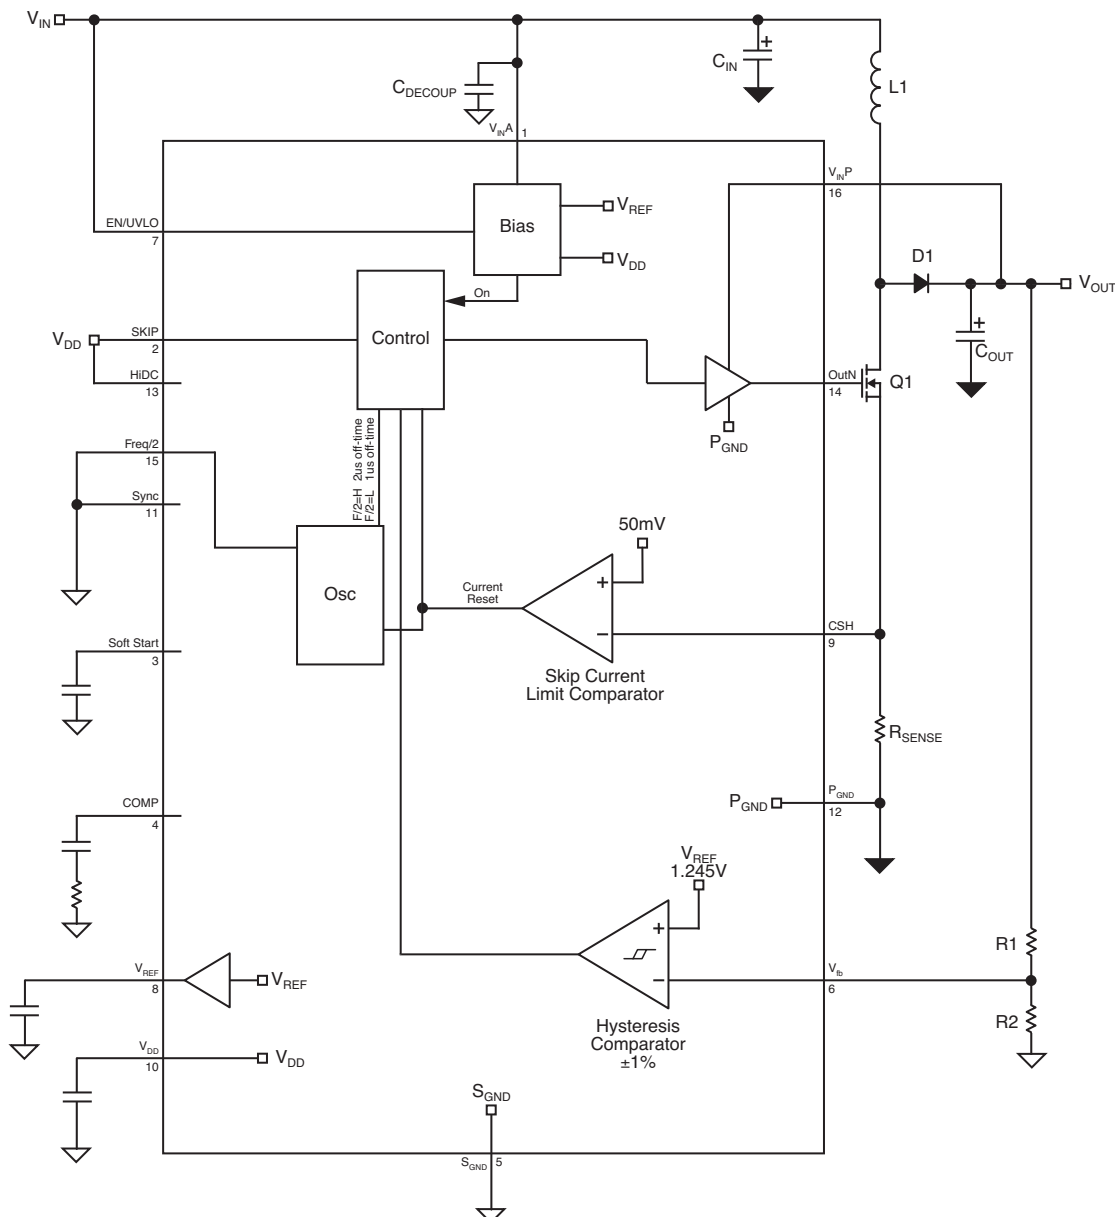 VIN
+
CIN
L1
CDECOUP
VINA
1
VINP
16
EN/UVLO
7
Bias
VREF
VDD
D1
VOUT
On
+
COUT
VDD
SKIP
2
Control
HiDC
13
OutN
14
Q1
PGND
Freq/2
15
F/2=H 2us off-time
F/2=L 1us off-time
Sync
11
50mV
+
Osc
Current
Reset
−
CSH
9
Soft Start
3
Skip Current
Limit Comparator
RSENSE
COMP
4
PGND
PGND
12
VREF
1.245V
+
R1
VREF
8
VREF
−
Vfb
6
R2
Hysteresis
Comparator
±1%
VDD
10
VDD
SGND
SGND
5